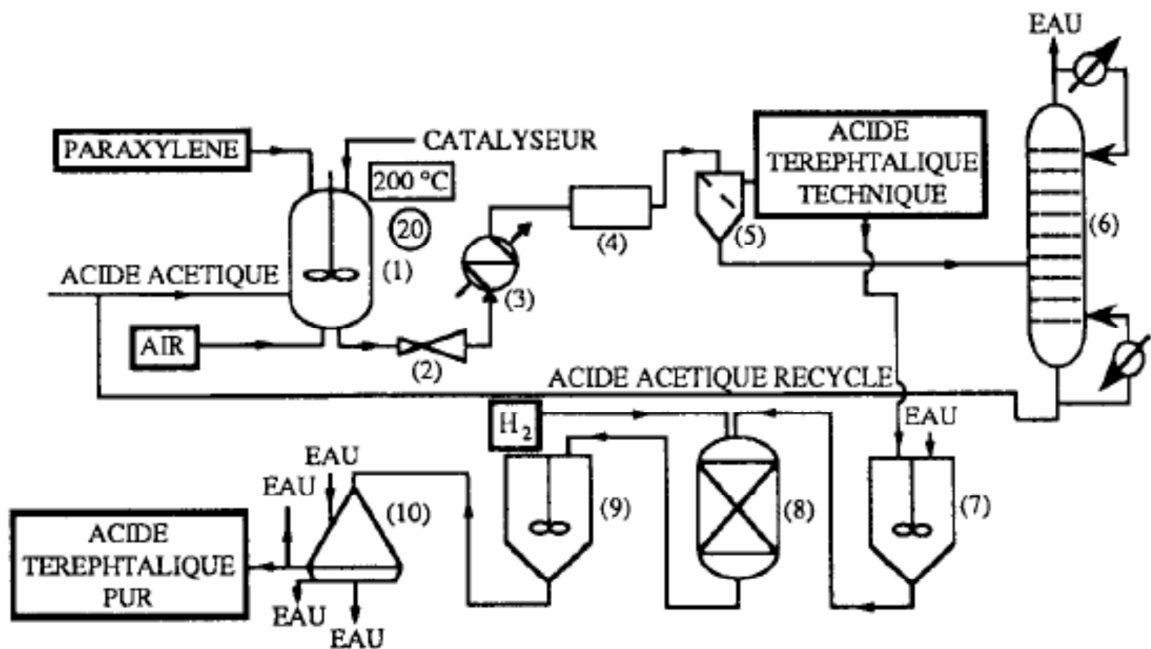 EAU
PARAXYLENE
CATALYSEUR
200 °C
20
(1)
ACIDE
TEREPHTALIQUE
TECHNIQUE
(4)
(5)
(6)
(3)
ACIDE ACETIQUE
AIR
(2)
ACIDE ACETIQUE RECYCLE
H2
EAU
EAU
EAU
(10)
(9)
(8)
(7)
ACIDE
TEREPHTALIQUE
PUR
EAU
EAU